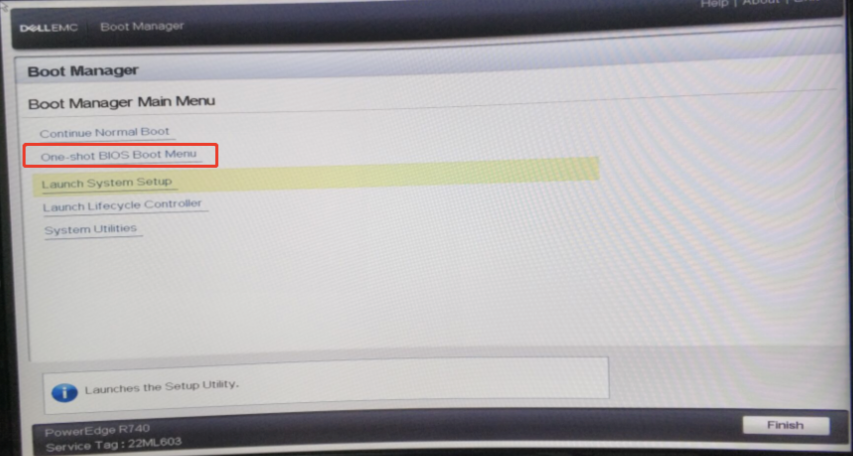 Help | About |
DELLEMC Boot Manager
Boot Manager
Boot Manager Main Menu
Continue Normal Boot
One-shot BIOS Boot Menu
Launch System Setup
Launch Lifecycle Controller
System Utilities
Launches the Setup Utility.
PowerEdge R740
Service Tag : 22ML603
Finish